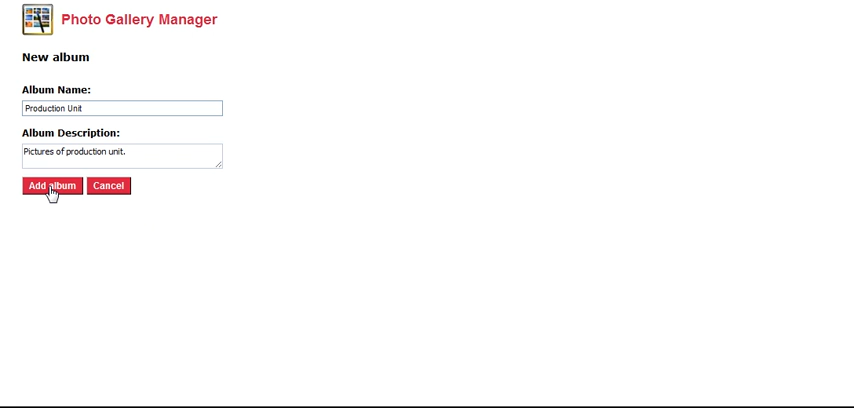 Photo Gallery Manager
New album
Album Name:
Production Unit
Album Description:
Pictures of production unit.
Add album Cancel